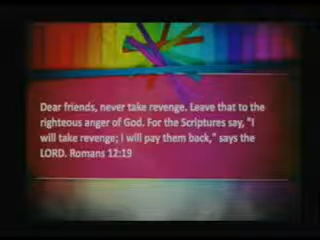 Dear friends, never take revenge. Leave that to the
righteous anger of God. For the Scriptures say, "I
will take revenge; I will pay them back," says the
LORD. Romans 12:19